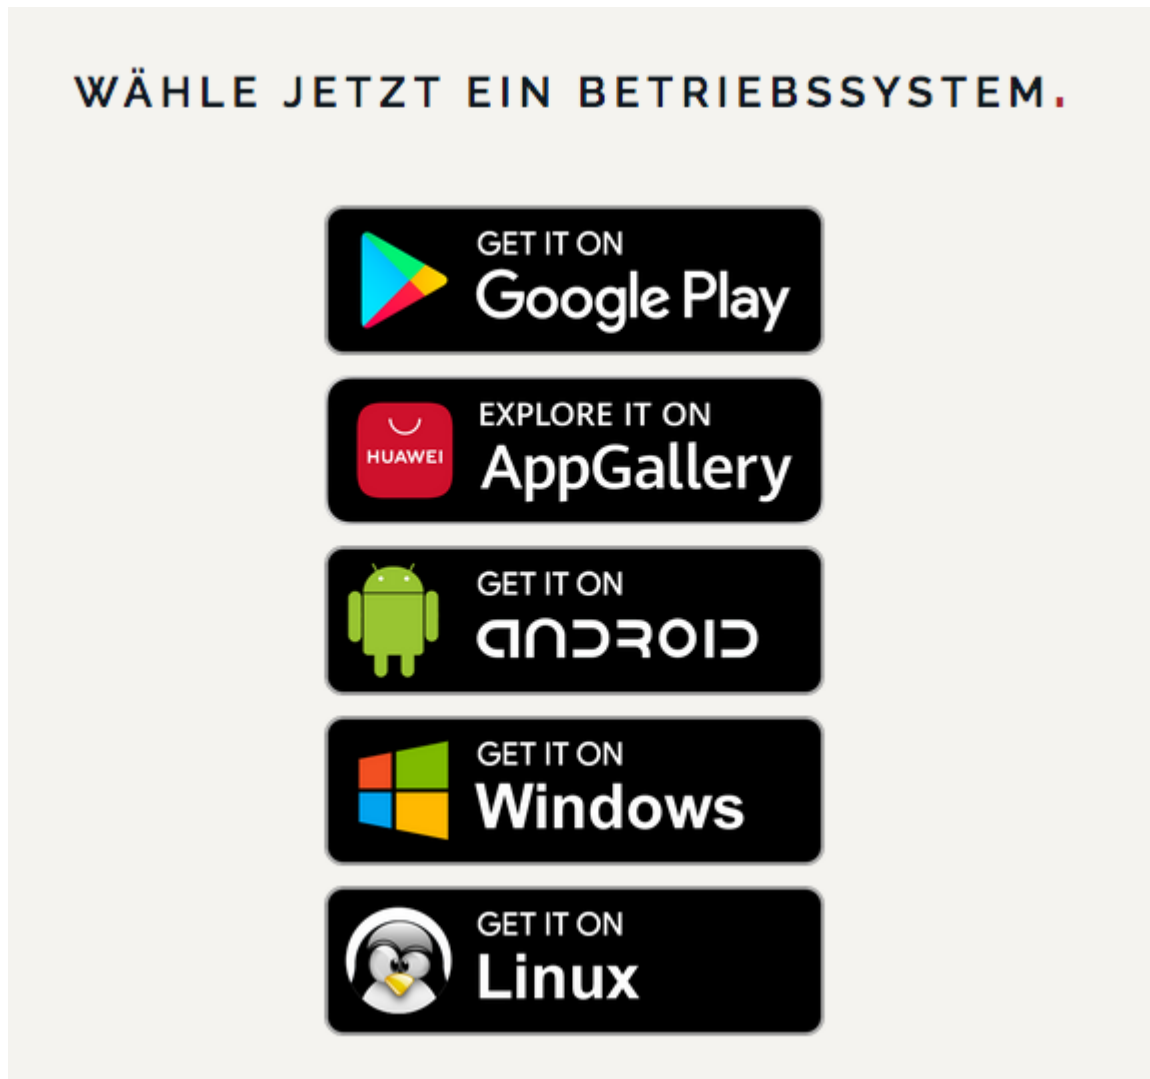 WÄHLE JETZT EIN BETRIEBSSYSTEM.
GET IT ON
Google Play
EXPLORE IT ON
HUAWEI
AppGallery
GET IT ON
ANDROID
GET IT ON
Windows
GET IT ON
Linux